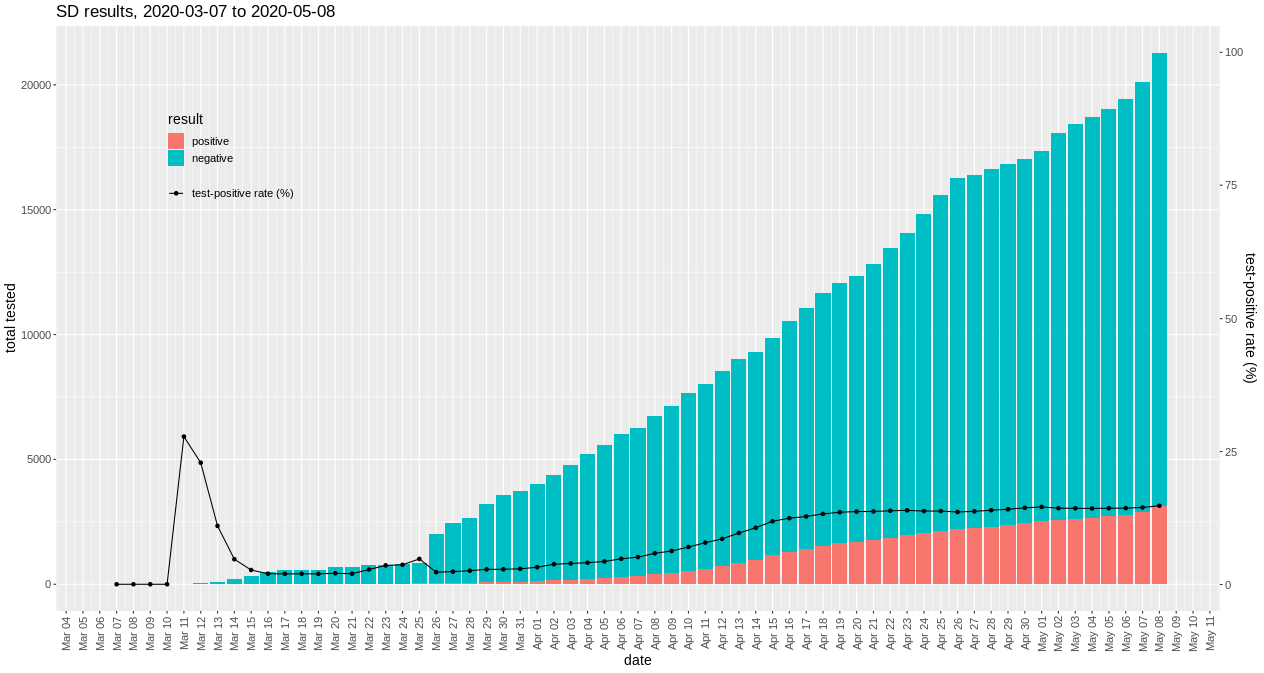 SD results, 2020-03-07 to 2020-05-08
total tested
20000
15000
10000
5000
0
result
positive
negative
test-positive rate (%)
100
75
50
25
0
test-positive rate (%)
Mar 04
Mar 05
Mar 06
Mar 07
Mar 08
Mar 09
Mar 10
Mar 11
Mar 12
Mar 13
Mar 14
Mar 15
Mar 16
Mar 17
Mar 18
Mar 19
Mar 20
Mar 21
Mar 22
Mar 23
Mar 24
Mar 25
Mar 26
Mar 27
Mar 28
Mar 29
Mar 30
Mar 31
Apr 01
Apr 02
Apr 03
Apr 04
Apr 05
Apr 06
Apr 07
Apr 08
Apr 09
Apr 10
Apr 11
Apr 12
Apr 13
Apr 14
Apr 15
Apr 16
Apr 17
Apr 18
Apr 19
Apr 20
Apr 21
Apr 22
Apr 23
Apr 24
Apr 25
Apr 26
Apr 27
Apr 28
Apr 29
Apr 30
May 01
May 02
May 03
May 04
May 05
May 06
May 07
May 08
May 09
May 10
May 11
date